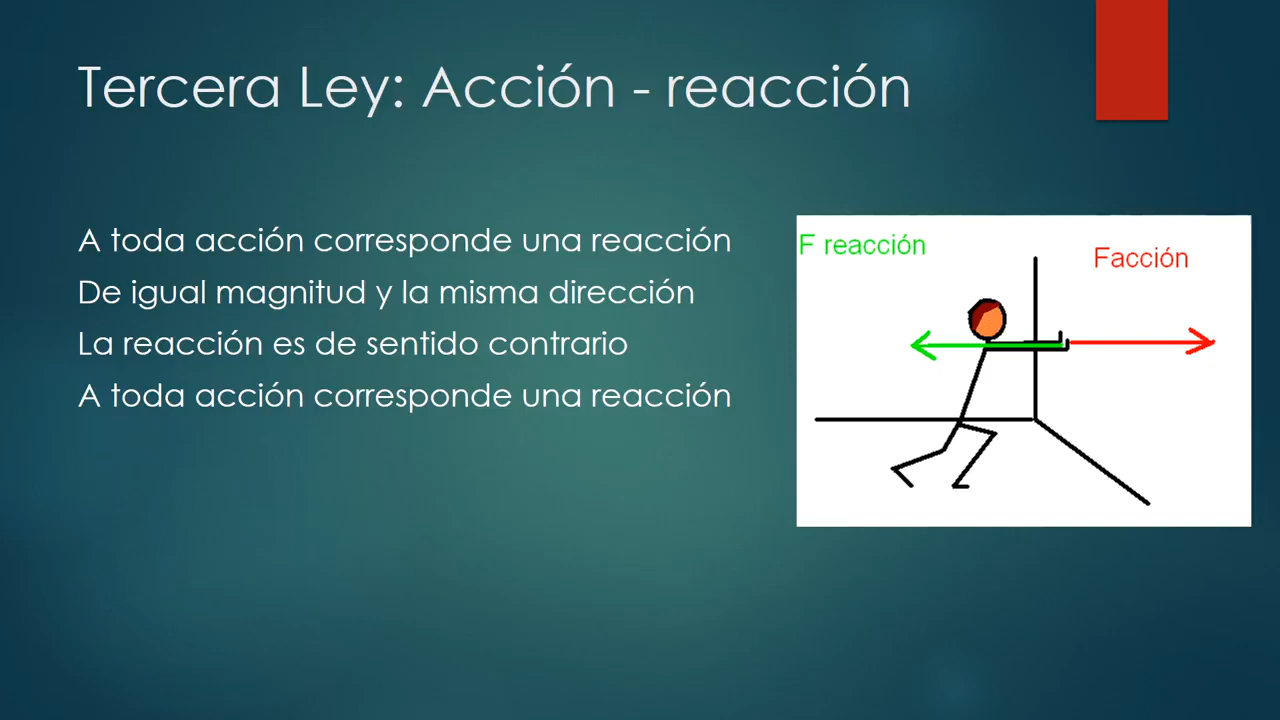 Tercera Ley: Acción - reacción
A toda acción corresponde una reacción
De igual magnitud y la misma dirección
La reacción es de sentido contrario
A toda acción corresponde una reacción
F reacción
Facción